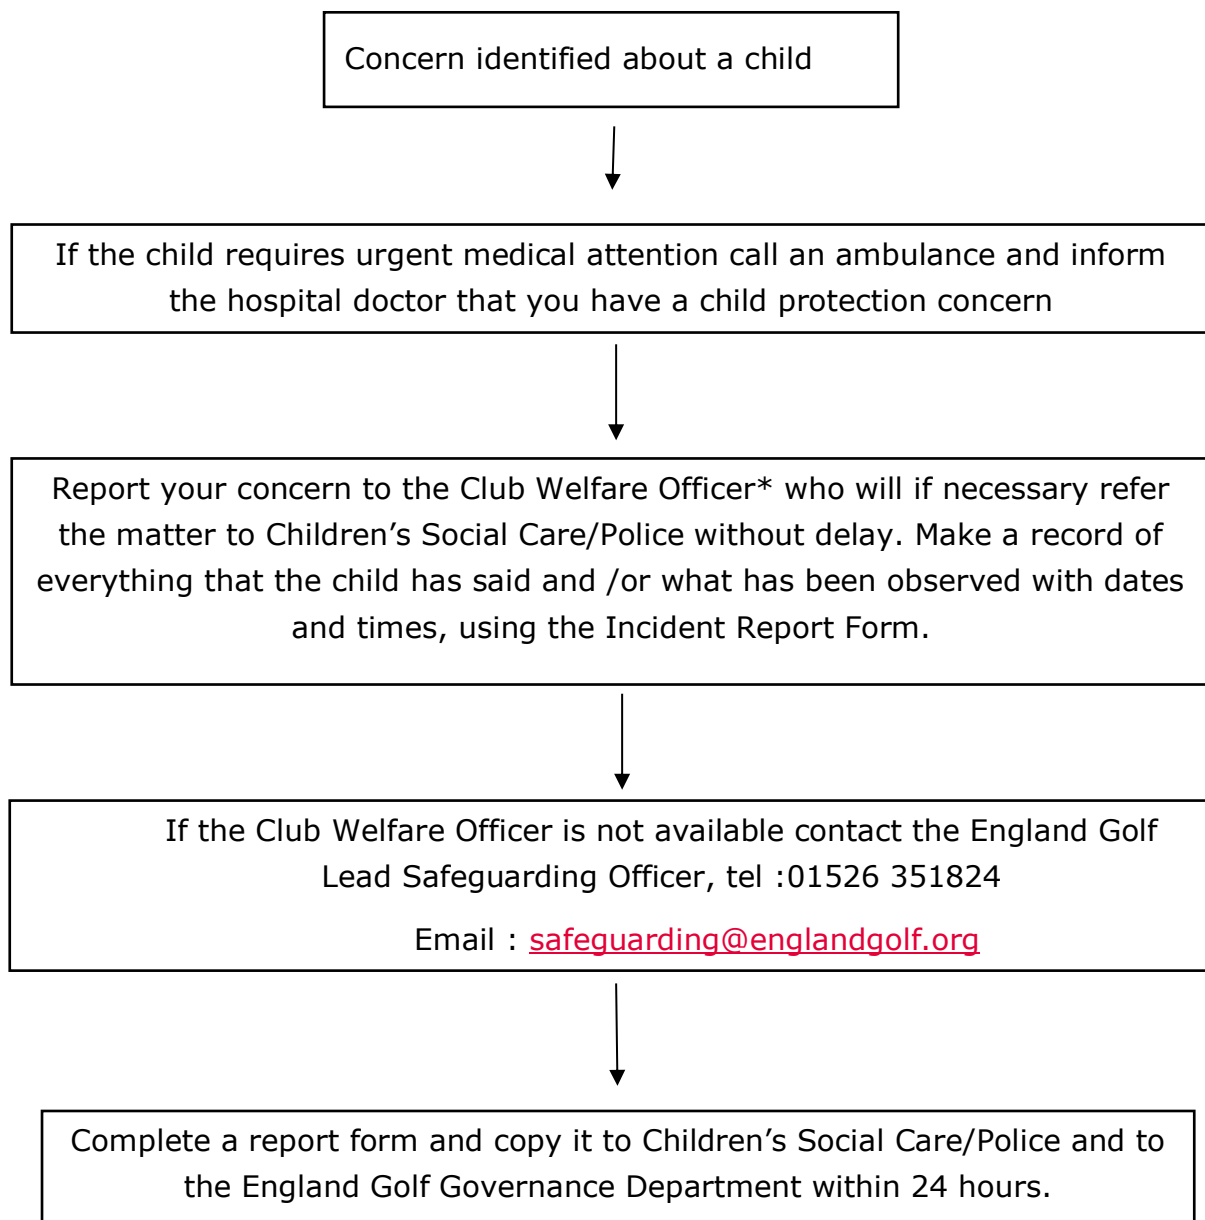 Concern identified about a child
If the child requires urgent medical attention call an ambulance and inform
the hospital doctor that you have a child protection concern
Report your concern to the Club Welfare Officer* who will if necessary refer
the matter to Children’s Social Care/Police without delay. Make a record of
everything that the child has said and /or what has been observed with dates
and times, using the Incident Report Form.
If the Club Welfare Officer is not available contact the England Golf
Lead Safeguarding Officer, tel :01526 351824
Email : safeguarding@englandgolf.org
Complete a report form and copy it to Children’s Social Care/Police and to
the England Golf Governance Department within 24 hours.